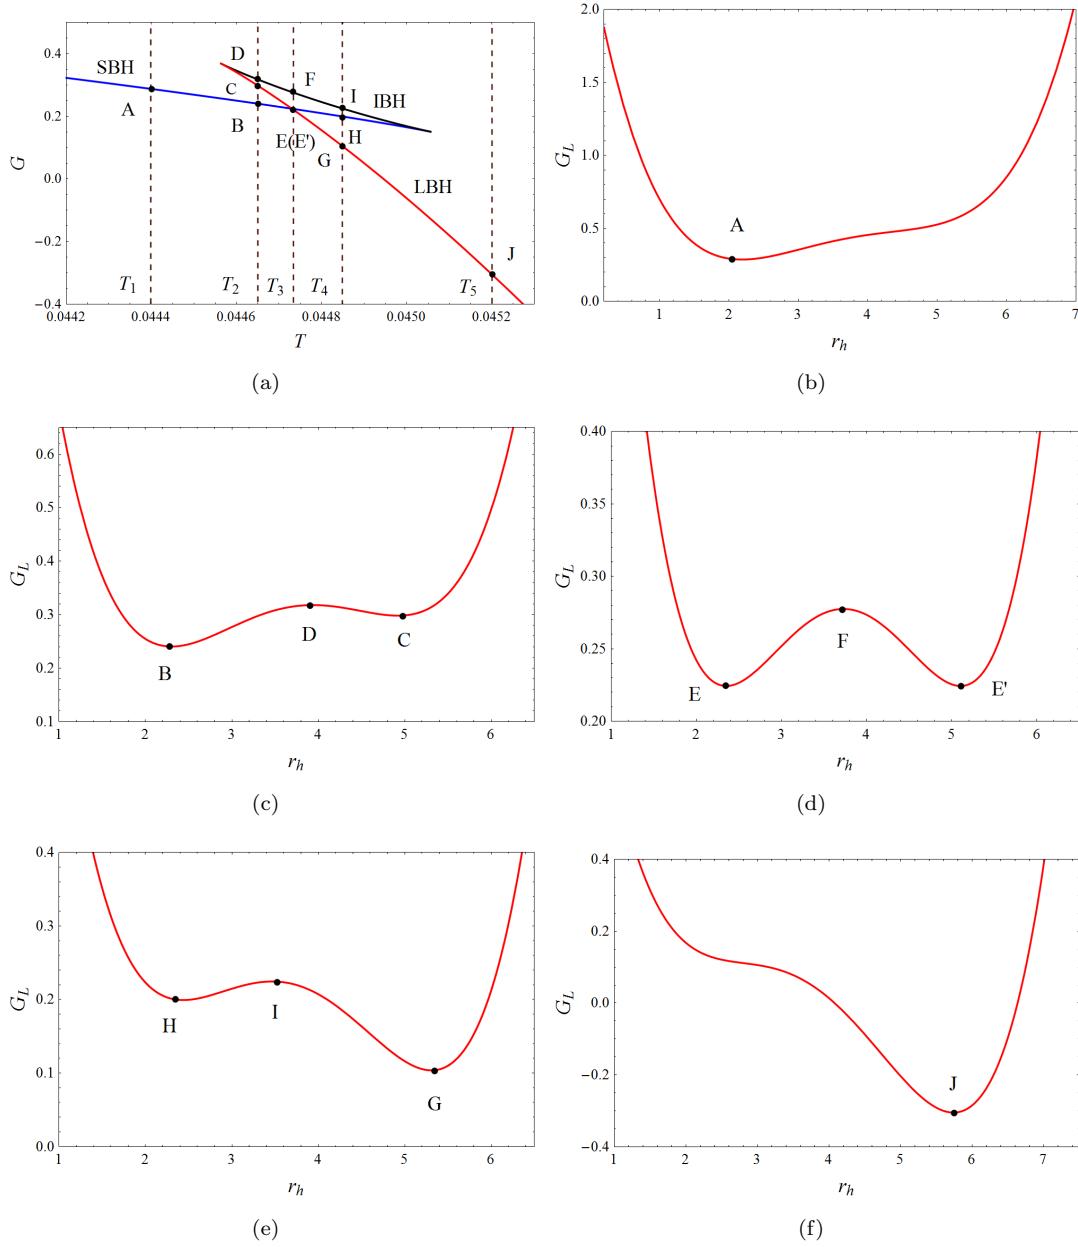 0.4
0.2
0.0
−0.2
−0.4
G
SBH
A
D
C
B
F
E(E')
I
IBH
H
G
LBH
J
T1
T2
T3
T4
T5
0.0442 0.0444 0.0446 0.0448 0.0450 0.0452
T
(a)
2.0
1.5
1.0
0.5
0.0
GL
A
1 2 3 4 5 6 7
rh
(b)
0.6
0.5
0.4
0.3
0.2
0.1
GL
B
D
C
1 2 3 4 5 6
rh
(c)
0.40
0.35
0.30
0.25
0.20
GL
E
F
E'
1 2 3 4 5 6
rh
(d)
0.4
0.3
0.2
0.1
0.0
GL
H
I
G
1 2 3 4 5 6
rh
(e)
0.4
0.2
0.0
−0.2
−0.4
GL
J
1 2 3 4 5 6 7
rh
(f)